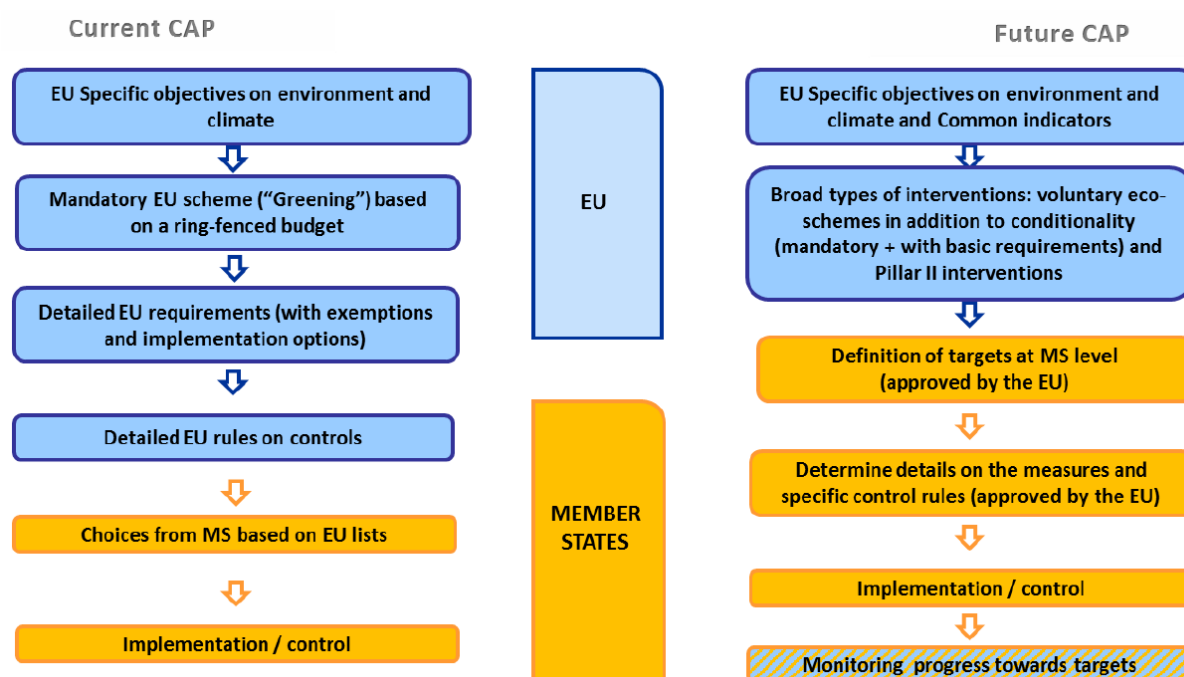 Current CAP
EU Specific objectives on environment and
climate
Mandatory EU scheme (“Greening”) based
on a ring-fenced budget
Detailed EU requirements (with exemptions
and implementation options)
Detailed EU rules on controls
Choices from MS based on EU lists
Implementation / control
EU
MEMBER
STATES
Future CAP
EU Specific objectives on environment and
climate and Common indicators
Broad types of interventions: voluntary eco-
schemes in addition to conditionality
(mandatory + with basic requirements) and
Pillar II interventions
Definition of targets at MS level
(approved by the EU)
Determine details on the measures and
specific control rules (approved by the EU)
Implementation / control
Monitoring progress towards targets